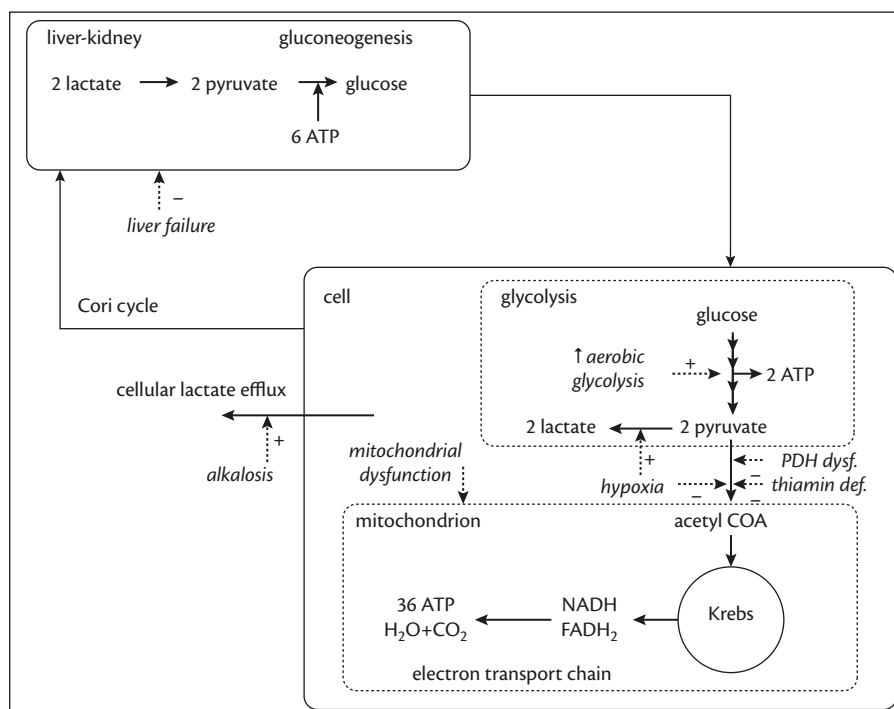 liver-kidney gluconeogenesis
2 lactate 2 pyruvate glucose
6 ATP
–
liver failure
cell glycolysis
Cori cycle
glucose
↑ aerobic
glycolysis
+
2 ATP
cellular lactate efflux
2 lactate 2 pyruvate
+
alkalosis
mitochondrial
dysfunction
+
hypoxia
–
PDH dysf.
–
thiamin def.
–
mitochondrion acetyl COA
Krebs
36 ATP
H₂O+CO₂
NADH
FADH₂
electron transport chain